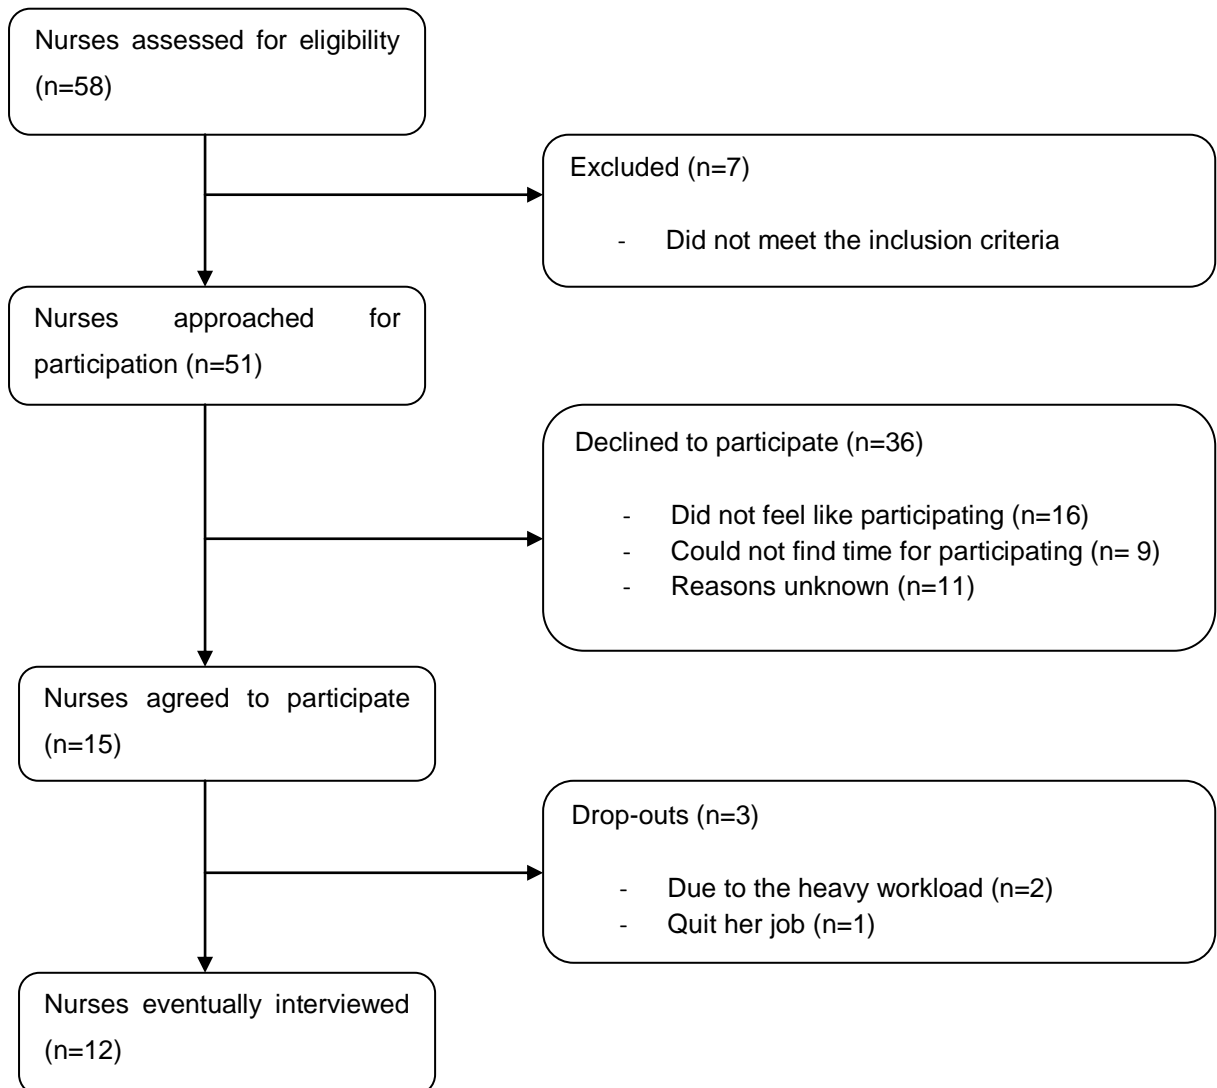 Nurses assessed for eligibility
(n=58)
Excluded (n=7)
- Did not meet the inclusion criteria
Nurses approached for
participation (n=51)
Declined to participate (n=36)
- Did not feel like participating (n=16)
- Could not find time for participating (n= 9)
- Reasons unknown (n=11)
Nurses agreed to participate
(n=15)
Drop-outs (n=3)
- Due to the heavy workload (n=2)
- Quit her job (n=1)
Nurses eventually interviewed
(n=12)